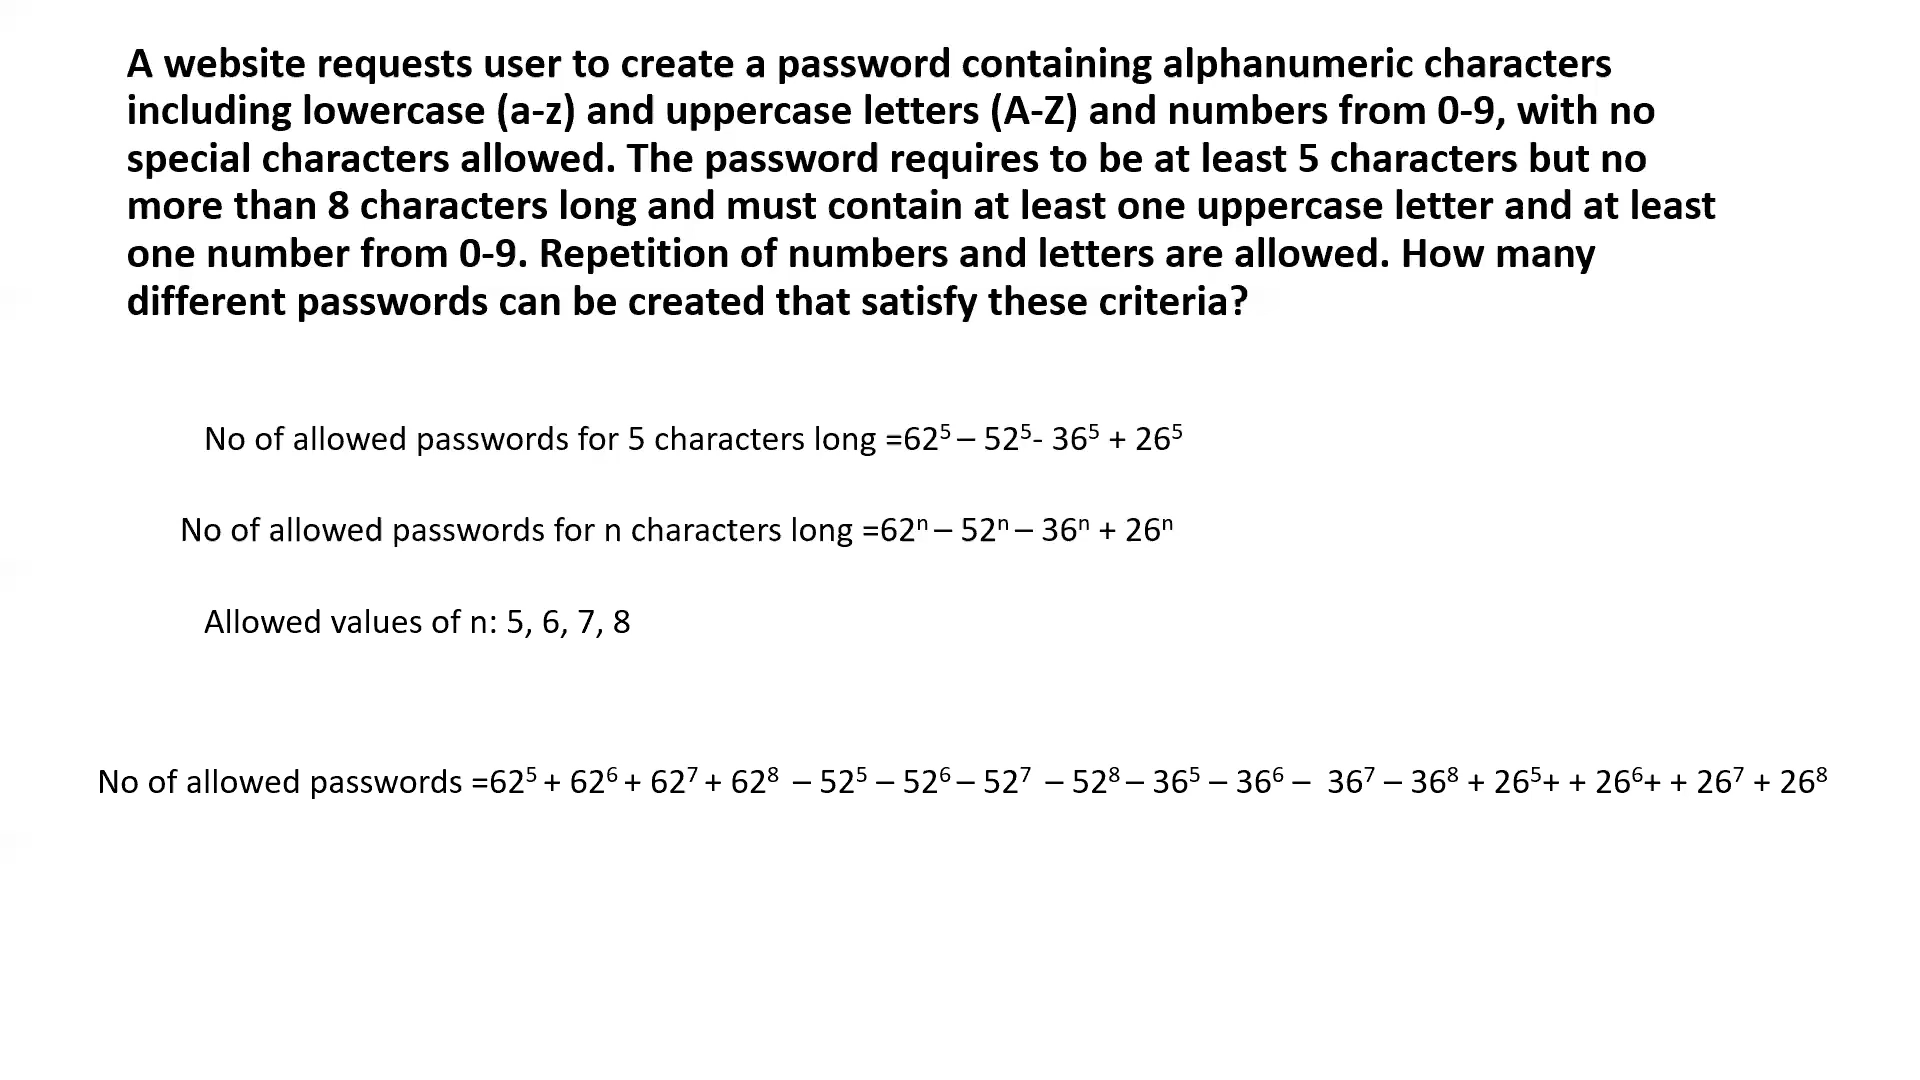 A website requests user to create a password containing alphanumeric characters
including lowercase (a-z) and uppercase letters (A-Z) and numbers from 0-9, with no
special characters allowed. The password requires to be at least 5 characters but no
more than 8 characters long and must contain at least one uppercase letter and at least
one number from 0-9. Repetition of numbers and letters are allowed. How many
different passwords can be created that satisfy these criteria?
No of allowed passwords for 5 characters long =62⁵ – 52⁵- 36⁵ + 26⁵
No of allowed passwords for n characters long =62ⁿ – 52ⁿ – 36ⁿ + 26ⁿ
Allowed values of n: 5, 6, 7, 8
No of allowed passwords =62⁵ + 62⁶ + 62⁷ + 62⁸ – 52⁵ – 52⁶ – 52⁷ – 52⁸ – 36⁵ – 36⁶ – 36⁷ – 36⁸ + 26⁵+ + 26⁶+ + 26⁷ + 26⁸